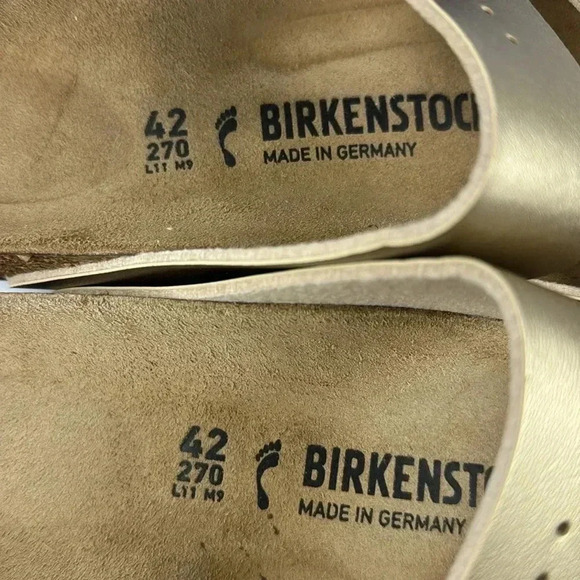 42
270
L11 M9
BIRKENSTOC
MADE IN GERMANY
42
270
L11 M9
BIRKENST
MADE IN GERMANY